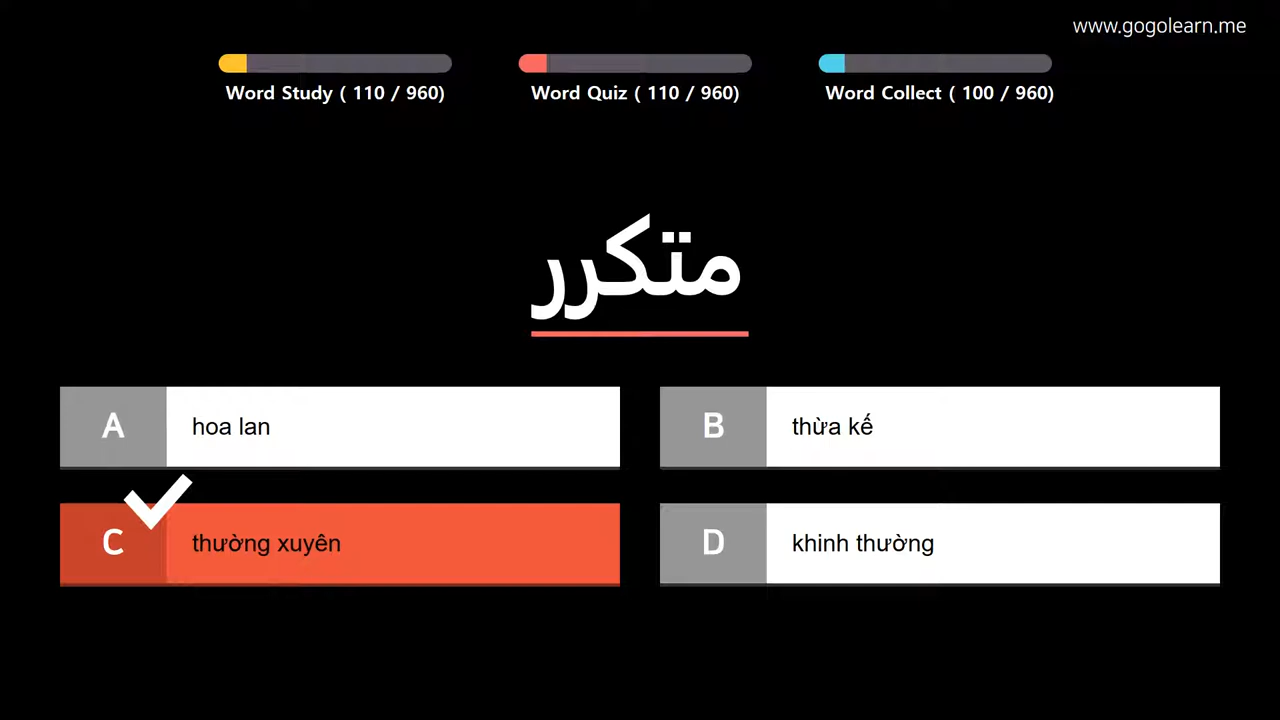 www.gogolearn.me
Word Study ( 110 / 960)
Word Quiz ( 110 / 960)
Word Collect ( 100 / 960)
متكرر
A hoa lan
B thừa kế
C thường xuyên
D khinh thường